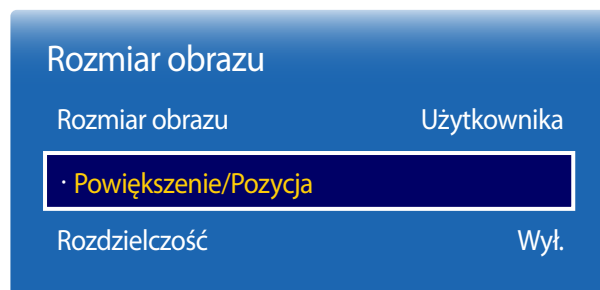 Rozmiar obrazu
Rozmiar obrazu Użytkownika
· Powiększenie/Pozycja
Rozdzielczość Wył.